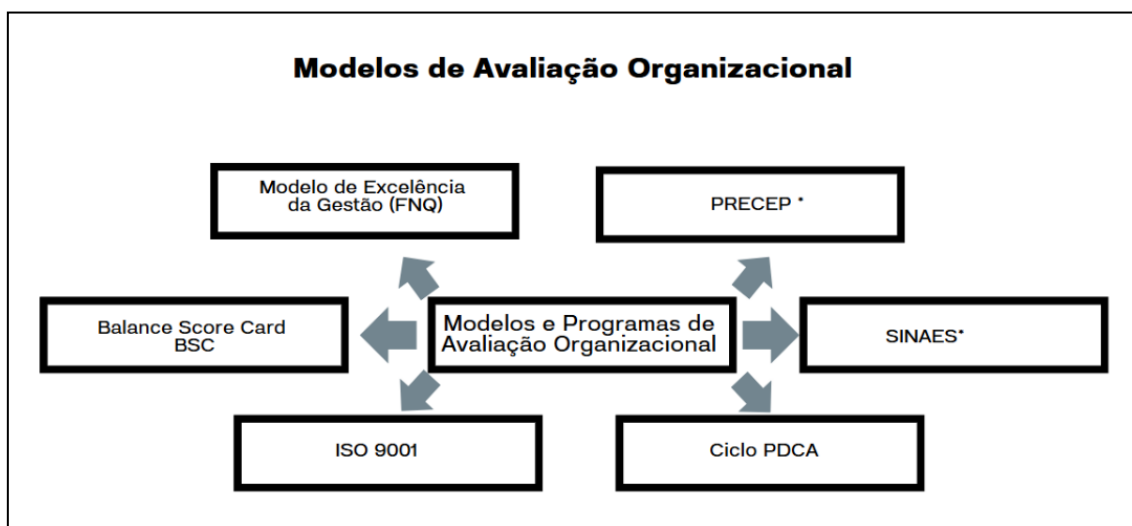 Modelos de Avaliação Organizacional
Modelo de Excelência
da Gestão (FNQ)
PRECEP *
Balance Score Card
BSC
Modelos e Programas de
Avaliação Organizacional
SINAES*
ISO 9001
Ciclo PDCA